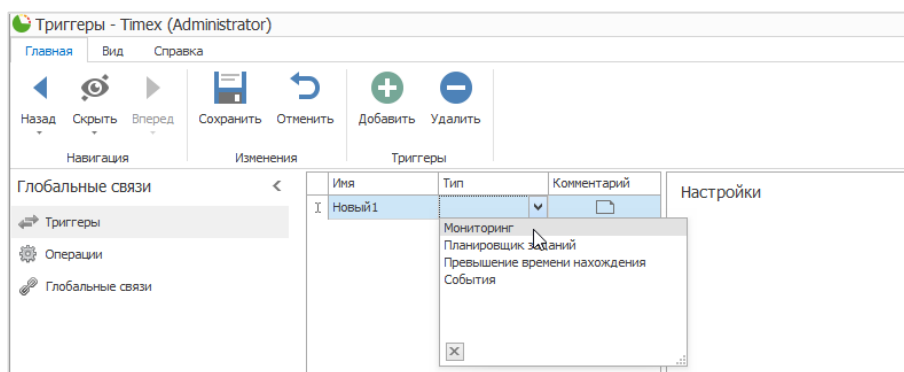 Триггеры - Timex (Administrator)
Главная Вид Справка
Назад Скрыть Вперед Сохранить Отменить Добавить Удалить
Навигация Изменения Триггеры
Глобальные связи
Имя Тип Комментарий
Настройки
Новый1
Триггеры
Мониторинг
Планировщик заданий
Операции
Превышение времени нахождения
События
Глобальные связи